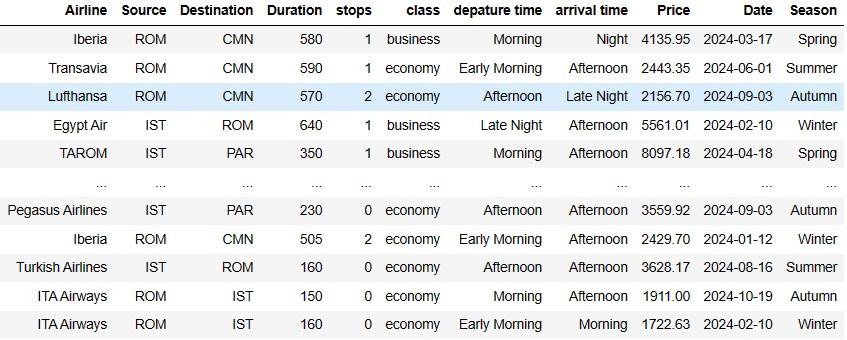 Airline Source Destination Duration stops class depature time arrival time Price Date Season
Iberia ROM CMN 580 1 business Morning Night 4135.95 2024-03-17 Spring
Transavia ROM CMN 590 1 economy Early Morning Afternoon 2443.35 2024-06-01 Summer
Lufthansa ROM CMN 570 2 economy Afternoon Late Night 2156.70 2024-09-03 Autumn
Egypt Air IST ROM 640 1 business Late Night Afternoon 5561.01 2024-02-10 Winter
TAROM IST PAR 350 1 business Morning Afternoon 8097.18 2024-04-18 Spring
... ... ... ... ... ... ... ... ... ... ...
Pegasus Airlines IST PAR 230 0 economy Afternoon Afternoon 3559.92 2024-09-03 Autumn
Iberia ROM CMN 505 2 economy Early Morning Afternoon 2429.70 2024-01-12 Winter
Turkish Airlines IST ROM 160 0 economy Afternoon Afternoon 3628.17 2024-08-16 Summer
ITA Airways ROM IST 150 0 economy Morning Afternoon 1911.00 2024-10-19 Autumn
ITA Airways ROM IST 160 0 economy Early Morning Morning 1722.63 2024-02-10 Winter